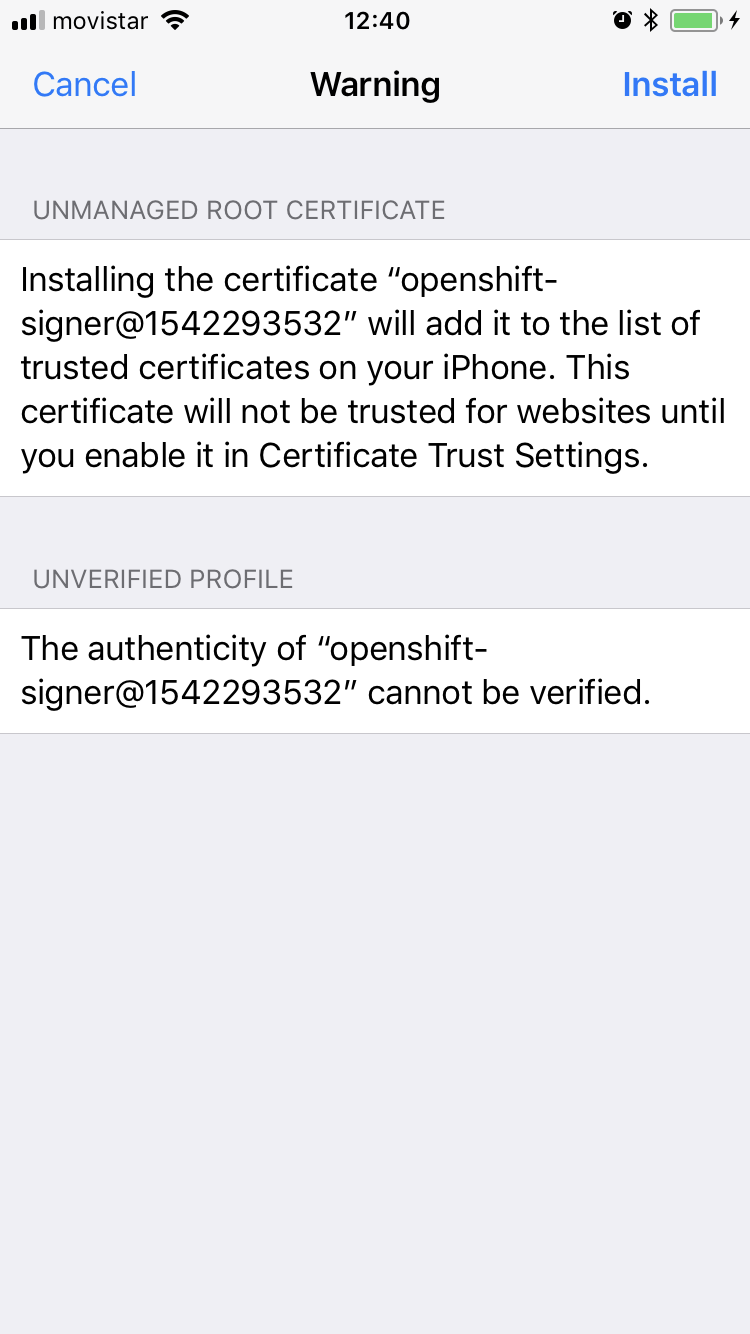 movistar 12:40
Cancel Warning Install
UNMANAGED ROOT CERTIFICATE
Installing the certificate “openshift-
signer@1542293532” will add it to the list of
trusted certificates on your iPhone. This
certificate will not be trusted for websites until
you enable it in Certificate Trust Settings.
UNVERIFIED PROFILE
The authenticity of “openshift-
signer@1542293532” cannot be verified.